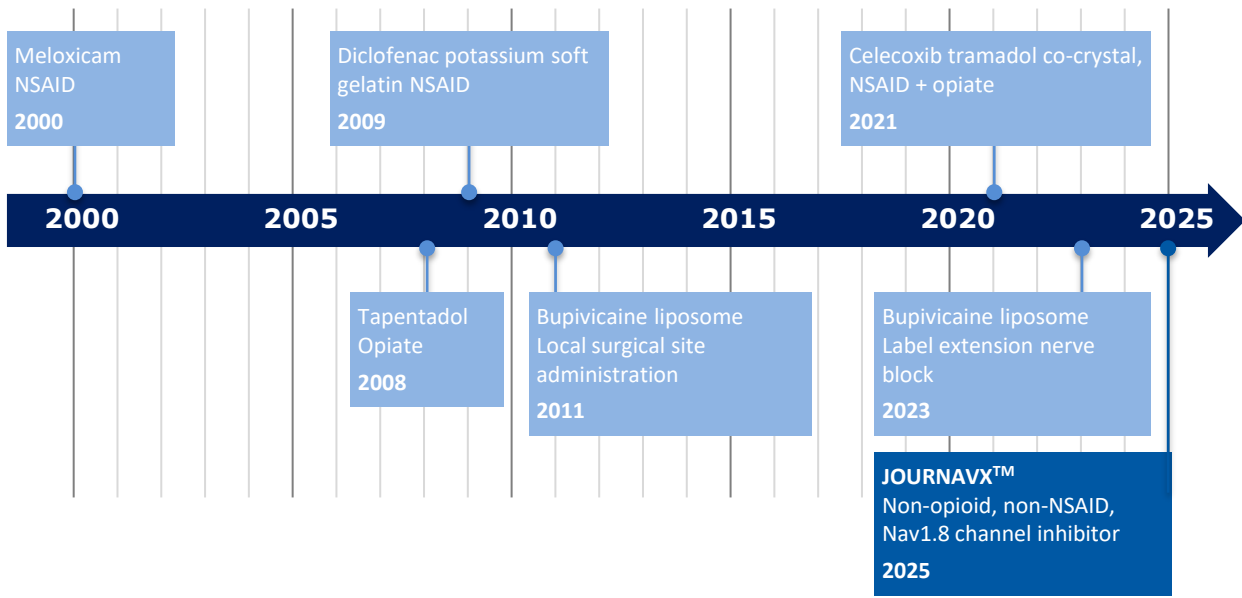 Meloxicam
NSAID
2000
Diclofenac potassium soft
gelatin NSAID
2009
Celecoxib tramadol co-crystal,
NSAID + opiate
2021
2000
2005
2010
2015
2020
2025
Tapentadol
Opiate
2008
Bupivicaine liposome
Local surgical site
administration
2011
Bupivicaine liposome
Label extension nerve
block
2023
JOURNAVX™
Non-opioid, non-NSAID,
Nav1.8 channel inhibitor
2025